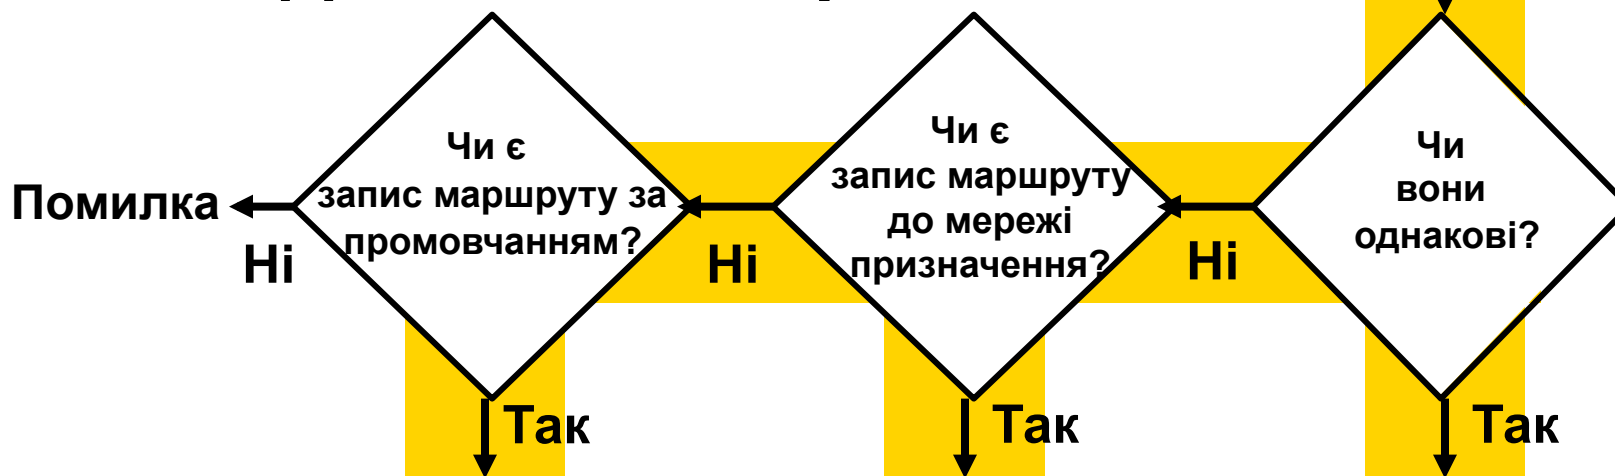 Чи є
запис маршруту за
промовчанням?
Чи є
запис маршруту
до мережі
призначення?
Чи
вони
однакові?
Помилка
Ні
Ні
Ні
Так
Так
Так